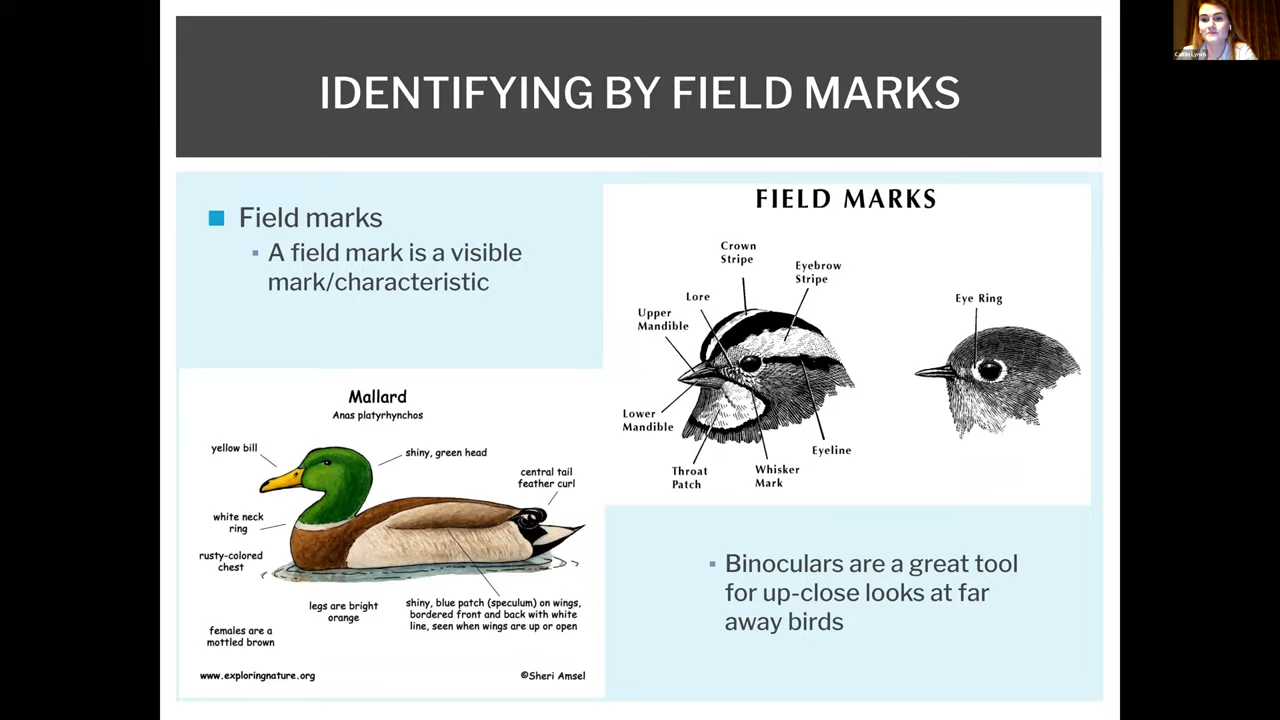 IDENTIFYING BY FIELD MARKS
Caitlin Lynch
Field marks
A field mark is a visible
mark/characteristic
FIELD MARKS
Crown
Stripe
Eyebrow
Stripe
Lore
Upper
Mandible
Eye Ring
Lower
Mandible
Eyeline
Throat
Patch
Whisker
Mark
Mallard
Anas platyrhynchos
yellow bill
shiny, green head
central tail
feather curl
white neck
ring
rusty-colored
chest
legs are bright
orange
shiny, blue patch (speculum) on wings,
bordered front and back with white
line, seen when wings are up or open
females are a
mottled brown
www.exploringnature.org
©Sheri Amsel
Binoculars are a great tool
for up-close looks at far
away birds